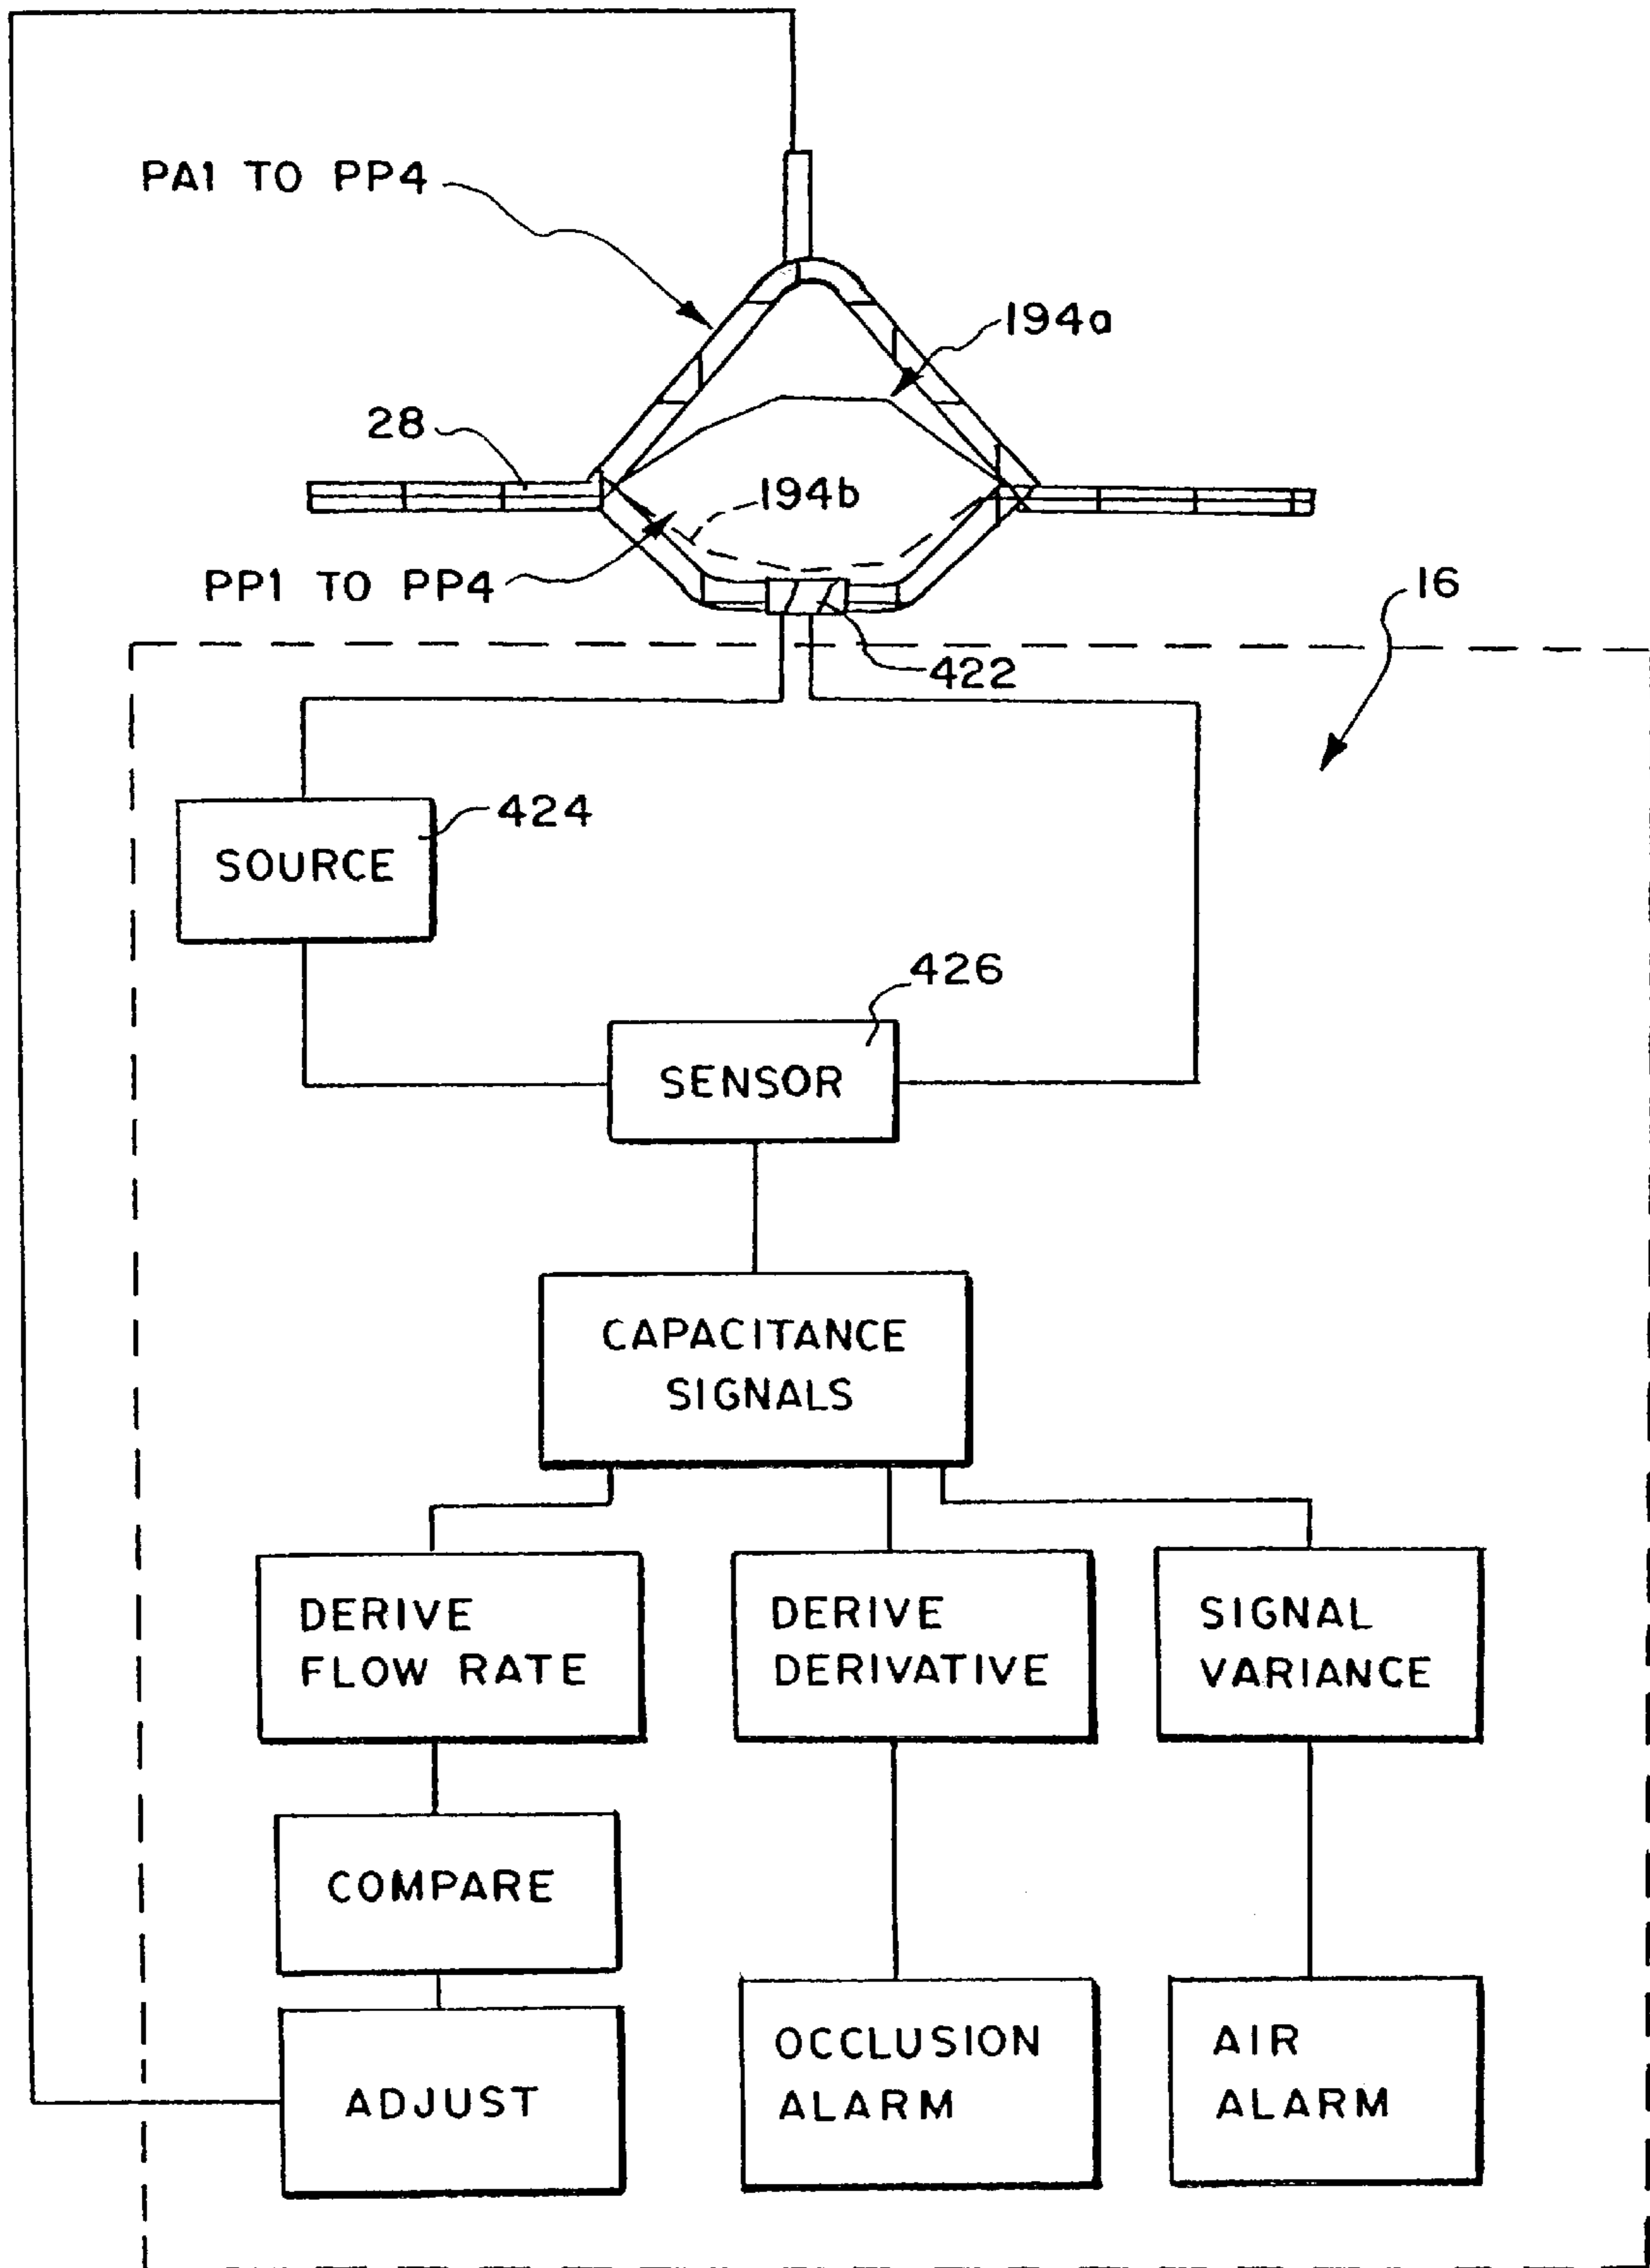 PA1 TO PP4
194a
28
194b
PP1 TO PP4
16
422
424
SOURCE
426
SENSOR
CAPACITANCE
SIGNALS
DERIVE
FLOW RATE
DERIVE
DERIVATIVE
SIGNAL
VARIANCE
COMPARE
ADJUST
OCCLUSION
ALARM
AIR
ALARM